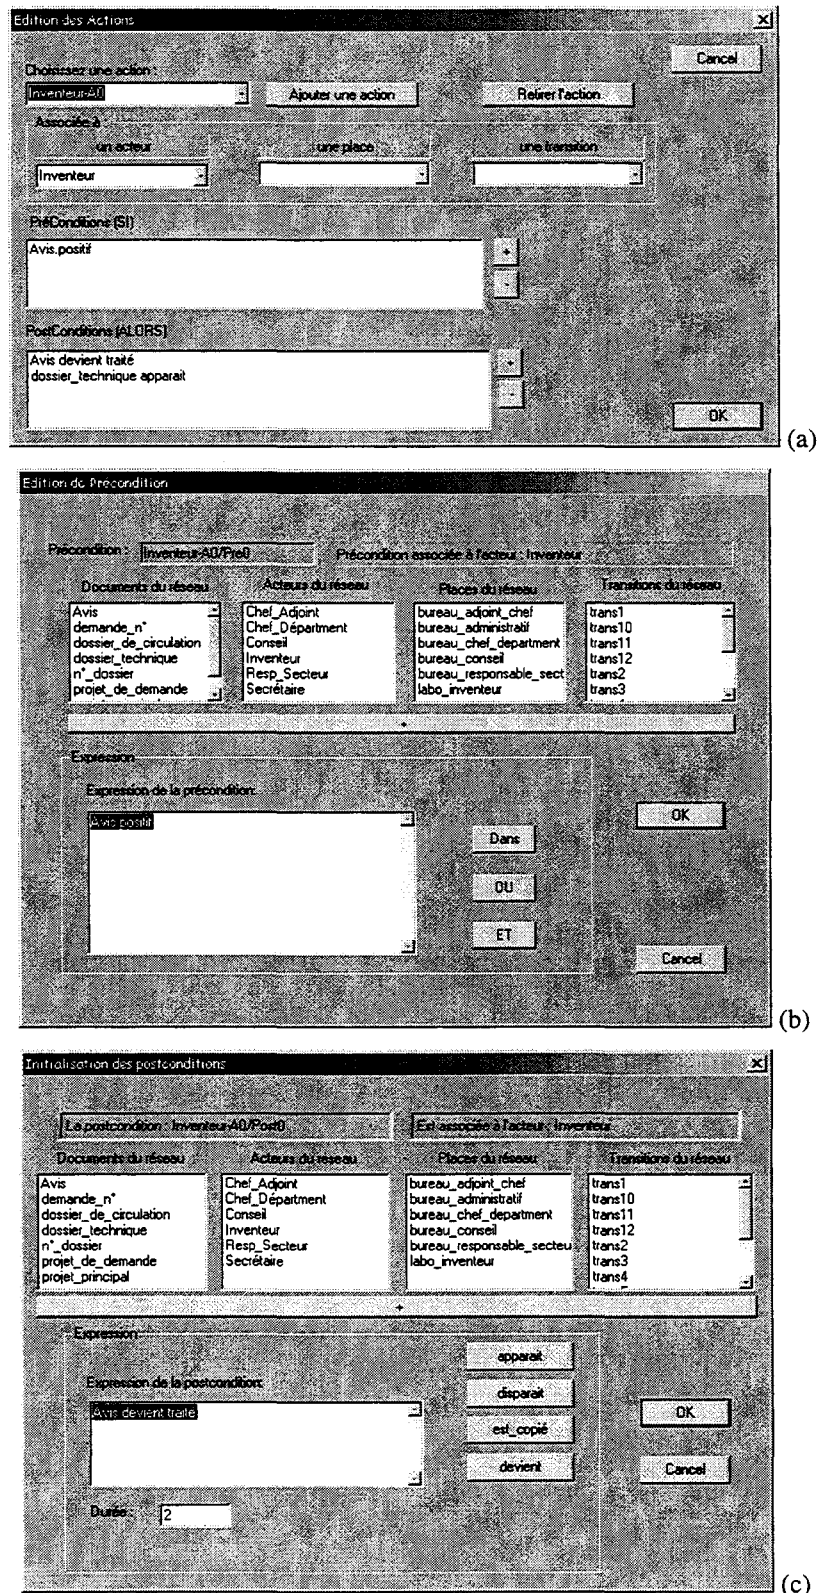 Edition des Actions
Cancel
Choisissez une action :
Inventeur-A0
Ajouter une action
Retirer l'action
Associée à
un acteur
une place
une transition
Inventeur
PréConditions (SI)
Avis.positif
+
-
PostConditions (ALORS)
Avis devient traité
dossier_technique apparait
+
-
OK
(a)
Edition de Précondition
Précondition :
Inventeur-A0/Pre0
Précondition associée à l'acteur : Inventeur
Documents du réseau
Acteurs du réseau
Places du réseau
Transitions du réseau
Avis
demande_n°
dossier_de_circulation
dossier_technique
n°_dossier
projet_de_demande
Chef_Adjoint
Chef_Départment
Conseil
Inventeur
Resp_Secteur
Secrétaire
bureau_adjoint_chef
bureau_administratif
bureau_chef_department
bureau_conseil
bureau_responsable_sect
labo_inventeur
trans1
trans10
trans11
trans12
trans2
trans3
+
Expression
Expression de la précondition:
Avis.positif
Dans
OU
ET
OK
Cancel
(b)
Initialisation des postconditions
La postcondition : Inventeur-A0/Post0
Est associée à l'acteur : Inventeur
Documents du réseau
Acteurs du réseau
Places du réseau
Transitions du réseau
Avis
demande_n°
dossier_de_circulation
dossier_technique
n°_dossier
projet_de_demande
projet_principal
Chef_Adjoint
Chef_Départment
Conseil
Inventeur
Resp_Secteur
Secrétaire
bureau_adjoint_chef
bureau_administratif
bureau_chef_department
bureau_conseil
bureau_responsable_secteu
labo_inventeur
trans1
trans10
trans11
trans12
trans2
trans3
trans4
+
Expression
Expression de la postcondition:
Avis devient traité
apparait
disparait
est_copié
devient
Durée :
2
OK
Cancel
(c)